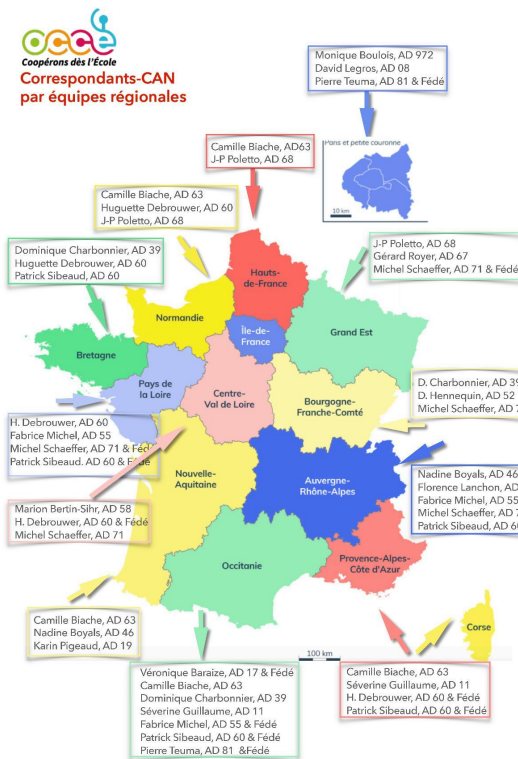 occe
Coopérons dès l'École
Correspondants-CAN
par équipes régionales
Monique Boulois, AD 972
David Legros, AD 08
Pierre Teuma, AD 81 & Fédé
Paris et petite couronne
10 km
Camille Biache, AD63
J-P Poletto, AD 68
Camille Biache, AD 63
Huguette Debrouwer, AD 60
J-P Poletto, AD 68
Dominique Charbonnier, AD 39
Huguette Debrouwer, AD 60
Patrick Sibeaud, AD 60
J-P Poletto, AD 68
Gérard Royer, AD 67
Michel Schaeffer, AD 71 & Fédé
Hauts-
de-France
Normandie
Île-de-
France
Grand Est
Bretagne
Pays de
la Loire
Centre-
Val de Loire
Bourgogne-
Franche-Comté
D. Charbonnier, AD 39
D. Hennequin, AD 52
Michel Schaeffer, AD 7
H. Debrouwer, AD 60
Fabrice Michel, AD 55
Michel Schaeffer, AD 71 & Fédé
Patrick Sibeaud. AD 60 & Fédé
Nouvelle-
Aquitaine
Auvergne-
Rhône-Alpes
Nadine Boyals, AD 46
Florence Lanchon, AD
Fabrice Michel, AD 55
Michel Schaeffer, AD 7
Patrick Sibeaud, AD 60
Marion Bertin-Sihr, AD 58
H. Debrouwer, AD 60 & Fédé
Michel Schaeffer, AD 71
Occitanie
Provence-Alpes-
Côte d'Azur
Corse
Camille Biache, AD 63
Nadine Boyals, AD 46
Karin Pigeaud, AD 19
100 km
Véronique Baraize, AD 17 & Fédé
Camille Biache, AD 63
Dominique Charbonnier, AD 39
Séverine Guillaume, AD 11
Fabrice Michel, AD 55 & Fédé
Patrick Sibeaud, AD 60 & Fédé
Pierre Teuma, AD 81 &Fédé
Camille Biache, AD 63
Séverine Guillaume, AD 11
H. Debrouwer, AD 60 & Fédé
Patrick Sibeaud, AD 60 & Fédé